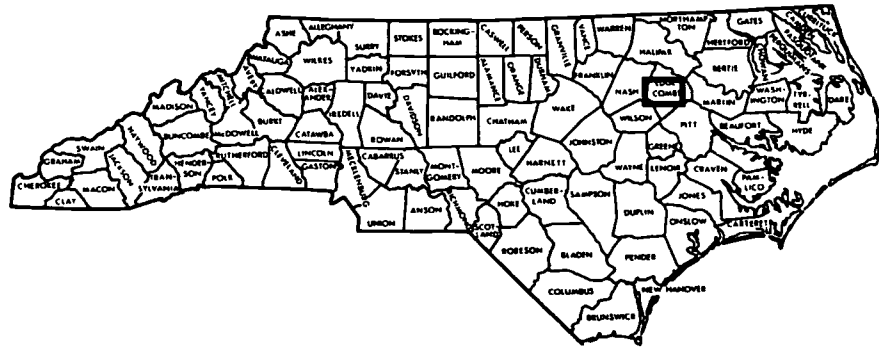 ASHE
ALLEGHANY
SURRY
STOKES
ROCKING-
HAM
CASWELL
PERSON
GRANVILLE
VANCE
WARREN
NORTHAMP-
TON
GATES
HERTFORD
HALIFAX
WATAUGA
WILKES
YADKIN
FORSYTH
GUILFORD
ALAMANCE
ORANGE
DURHAM
FRANKLIN
NASH
COMBE
BERTIE
MITCHELL
AVERY
CALDWELL
ALEX-
ANDER
IREDELL
DAVIE
DAVIDSON
RANDOLPH
CHATHAM
WAKE
WILSON
MARTIN
WASH-
INGTON
TYR-
RELL
DARE
MADISON
YANCEY
BURKE
CATAWBA
ROWAN
JOHNSTON
GREENE
PITT
BEAUFORT
HYDE
SWAIN
HAYWOOD
BUNCOMBE
McDOWELL
LINCOLN
GASTON
CABARRUS
STANLY
MONT-
GOMERY
MOORE
LEE
HARNETT
WAYNE
LENOIR
CRAVEN
PAM-
LICO
GRAHAM
CHEROKEE
CLAY
MACON
JACKSON
TRAN-
SYLVANIA
HENDER-
SON
POLK
RUTHERFORD
CLEVELAND
MECKLENBURG
UNION
ANSON
HOKE
SCOT-
LAND
CUMBER-
LAND
SAMPSON
DUPLIN
JONES
ONSLOW
CARTERET
ROBESON
BLADEN
PENDER
COLUMBUS
NEW HANOVER
BRUNSWICK